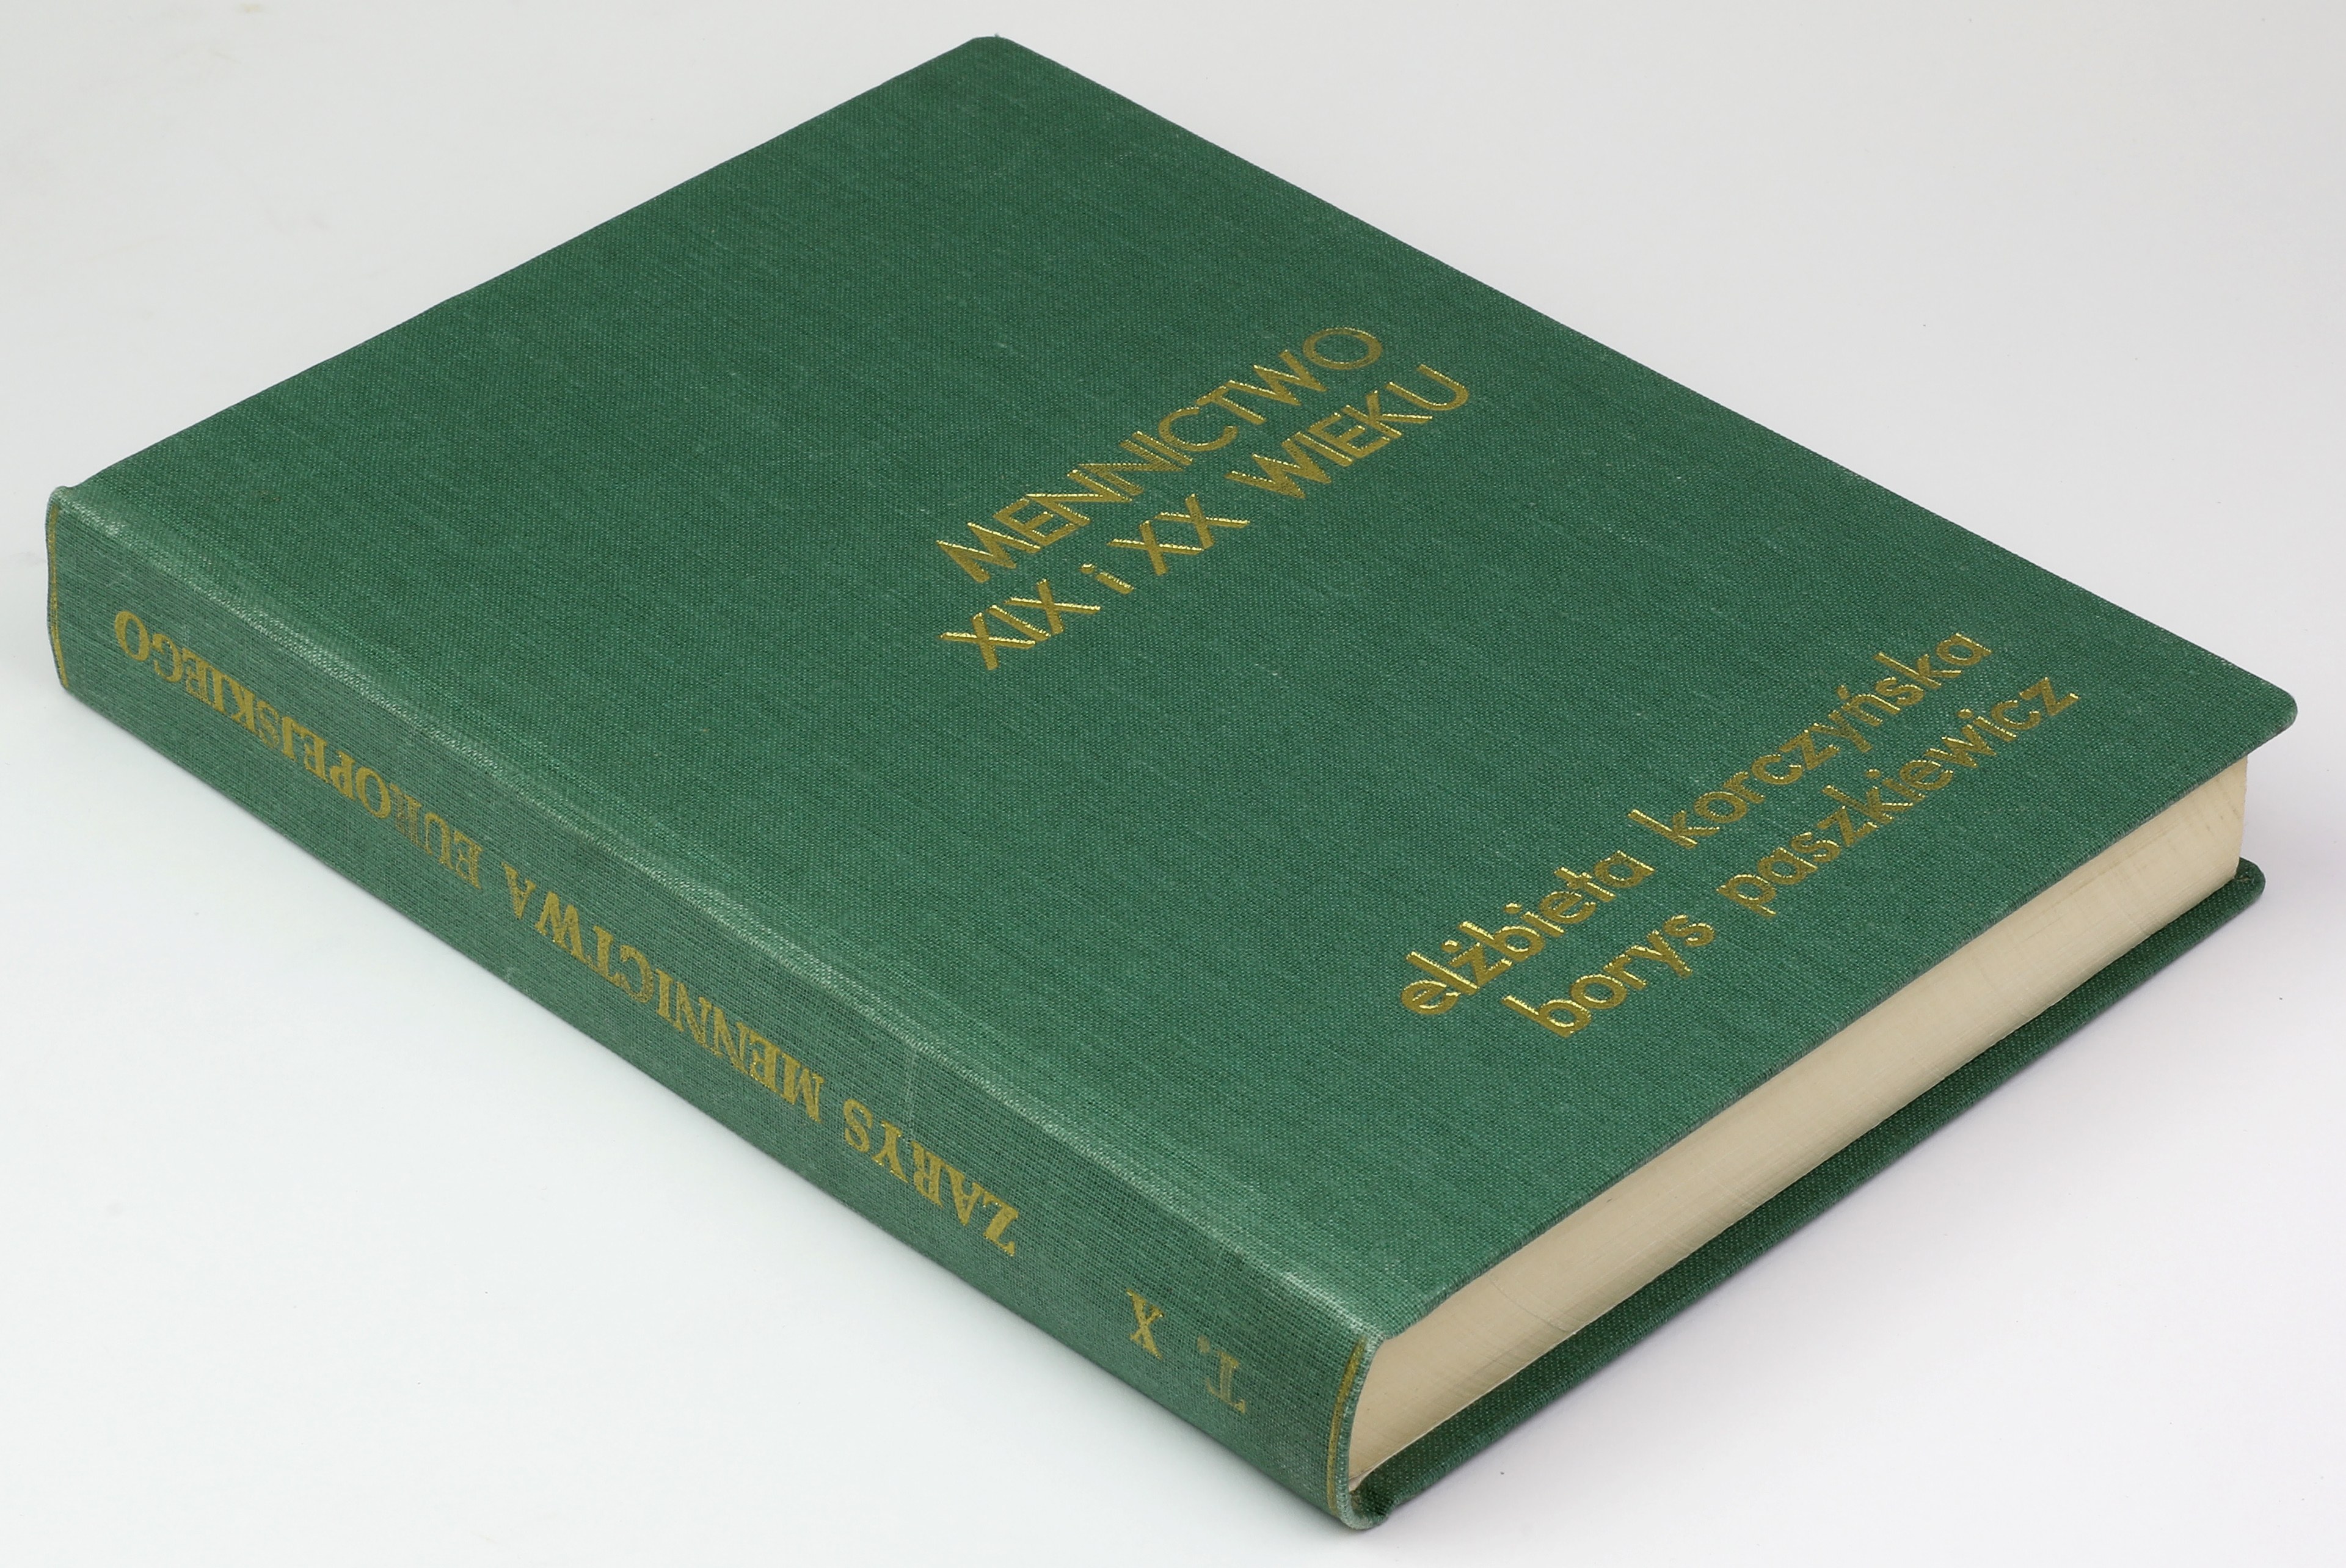 MENNICTWO
XIX i XX WIEKU
elżbieta korczyńska
borys paszkiewicz
T. X ZARYS MENNICTWA EUROPEJSKIEGO